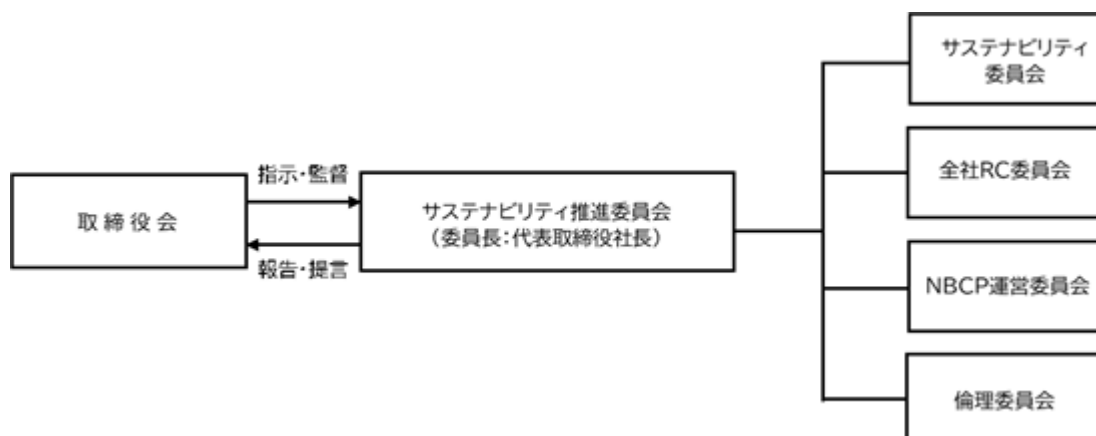 取締役会
指示・監督
報告・提言
サステナビリティ推進委員会
（委員長：代表取締役社長）
サステナビリティ
委員会
全社RC委員会
NBCP運営委員会
倫理委員会